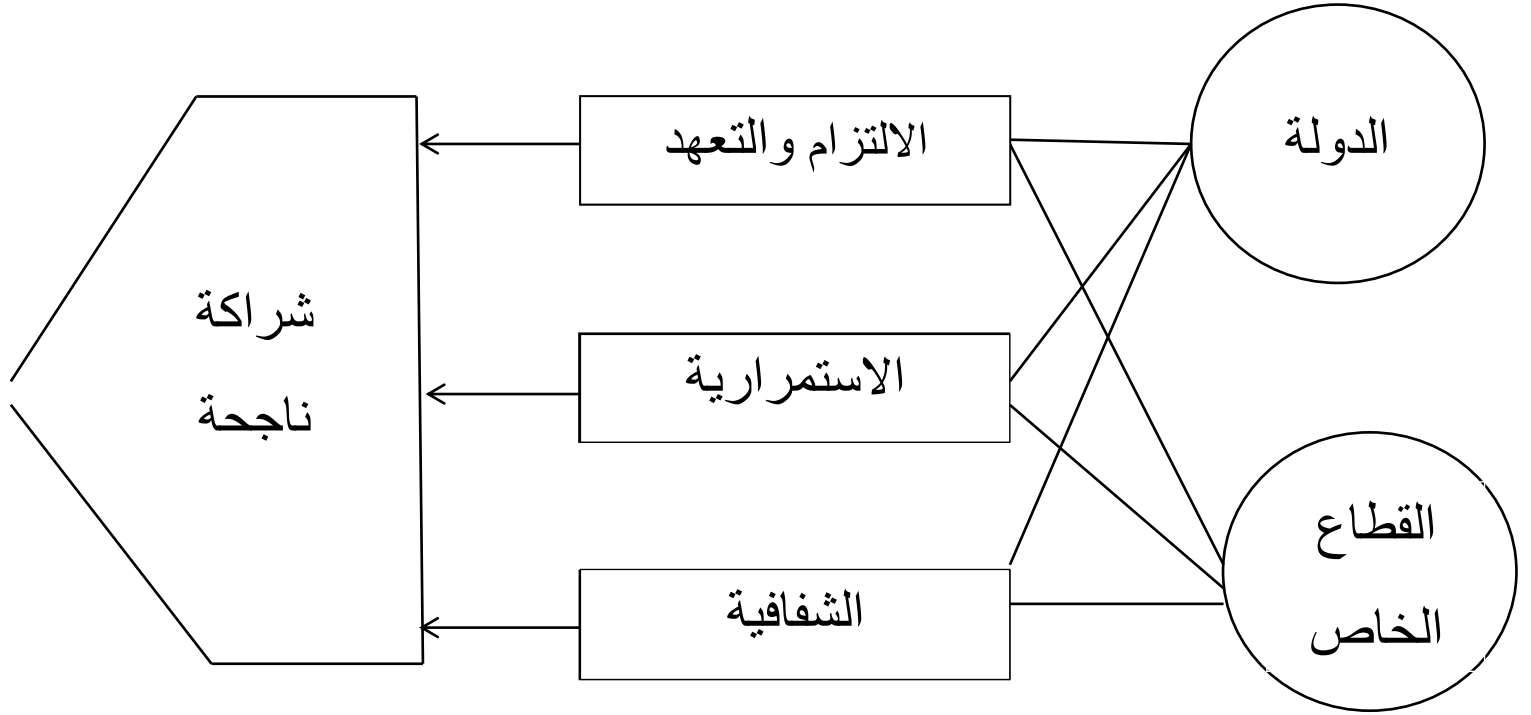 الدولة
الالتزام والتعهد
شراكة
ناجحة
الاستمرارية
القطاع
الخاص
الشفافية